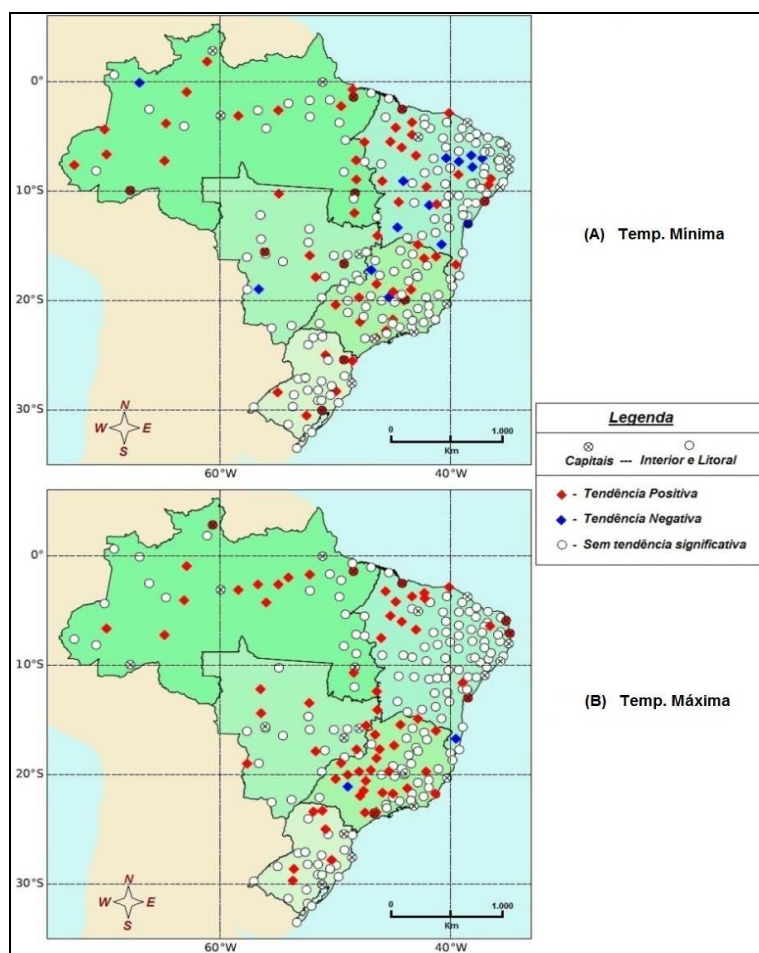 0°
10°S
20°S
30°S
N
W E
S
0 1.000
Km
60°W 40°W
(A) Temp. Mínima
Legenda
Capitais --- Interior e Litoral
- Tendência Positiva
- Tendência Negativa
- Sem tendência significativa
0°
10°S
20°S
30°S
N
W E
S
0 1.000
Km
60°W 40°W
(B) Temp. Máxima